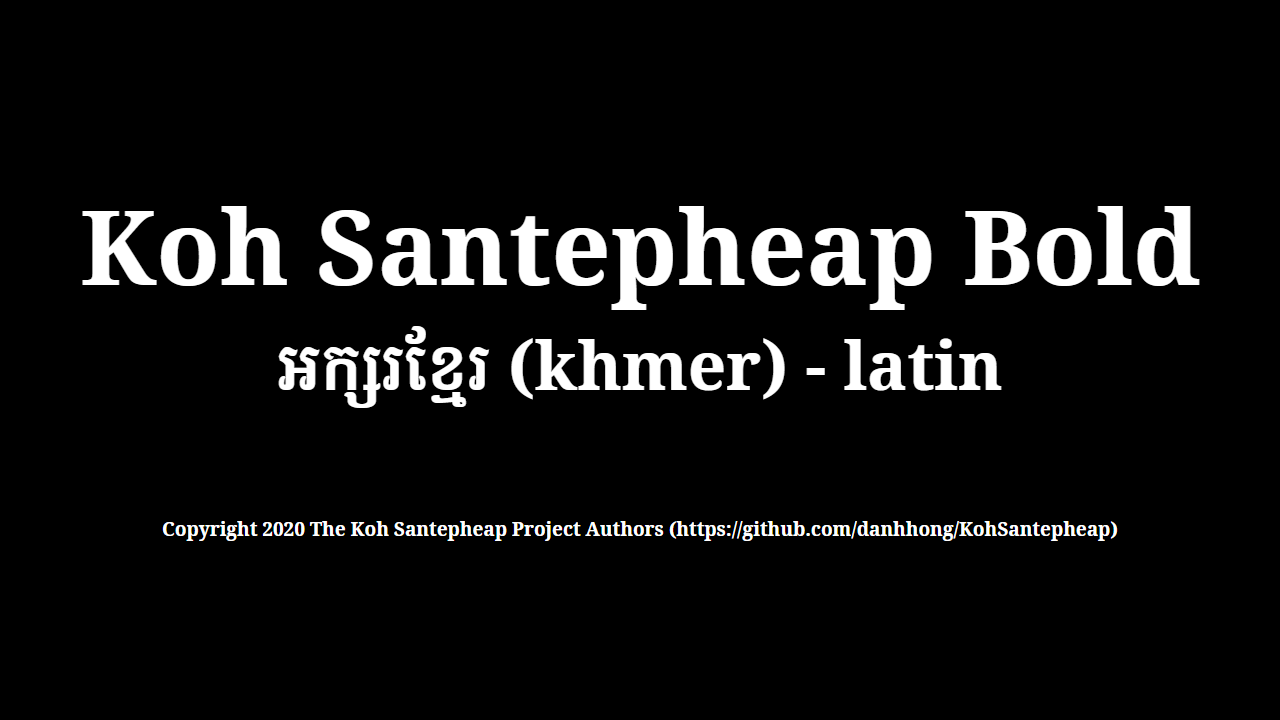 Koh Santepheap Bold
អក្សរខ្មែរ (khmer) - latin
Copyright 2020 The Koh Santepheap Project Authors (https://github.com/danhhong/KohSantepheap)